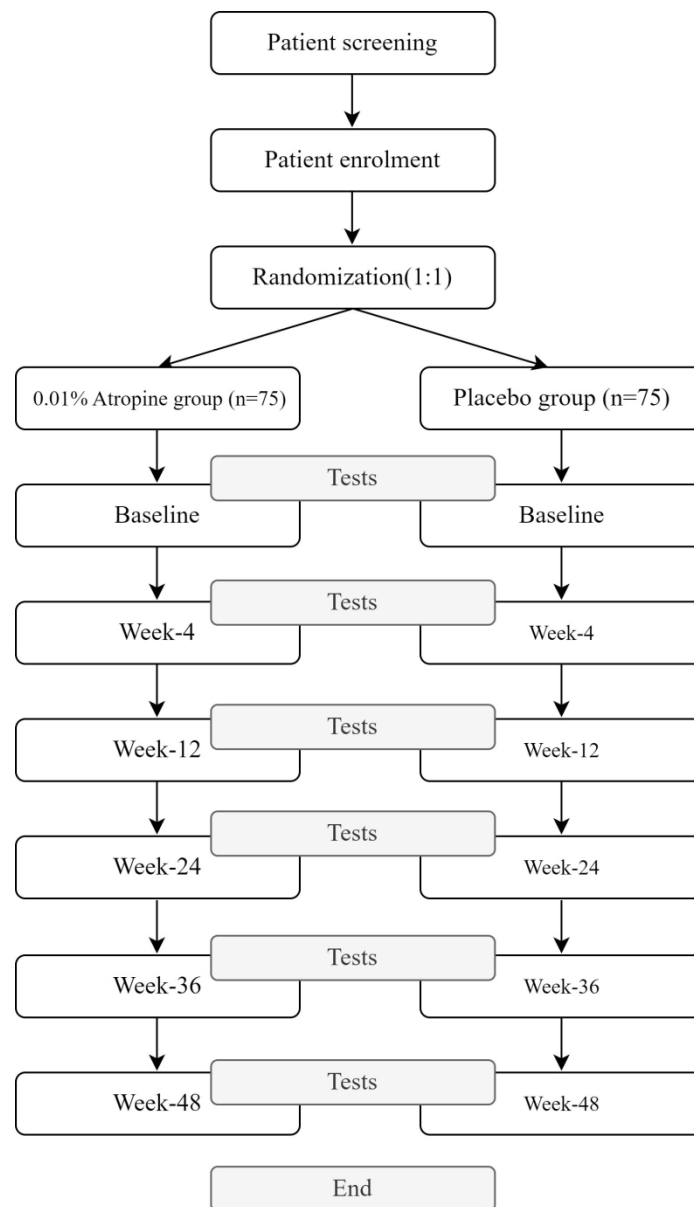 Patient screening
Patient enrolment
Randomization(1:1)
0.01% Atropine group (n=75)
Placebo group (n=75)
Tests
Baseline
Baseline
Tests
Week-4
Week-4
Tests
Week-12
Week-12
Tests
Week-24
Week-24
Tests
Week-36
Week-36
Tests
Week-48
Week-48
End